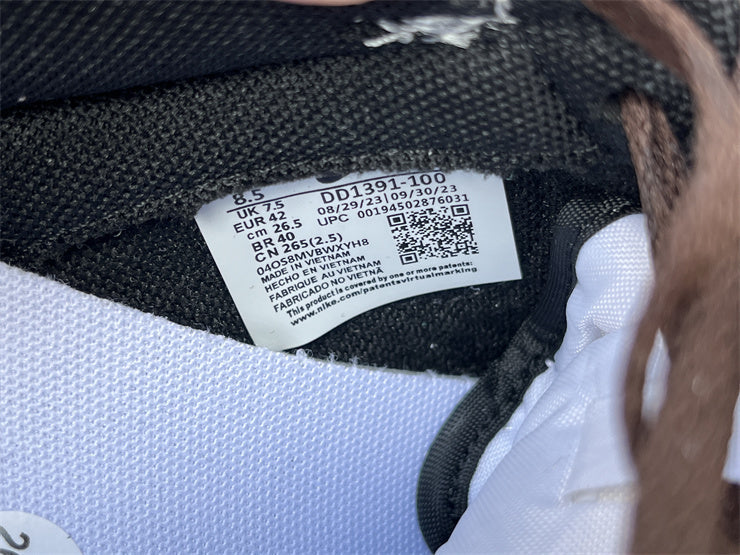 8.5
UK 7.5
EUR 42
cm 26.5
BR 40
CN 265(2.5)
DD1391-100
08/29/23|09/30/23
UPC 00194502876031
04OS8MVBWXYH8
MADE IN VIETNAM
HECHO EN VIETNAM
FABRIQUE AU VIETNAM
FABRICADO NO VIETNÃ
This product is covered by one or more patents:
www.nike.com/patentsvirtualmarking